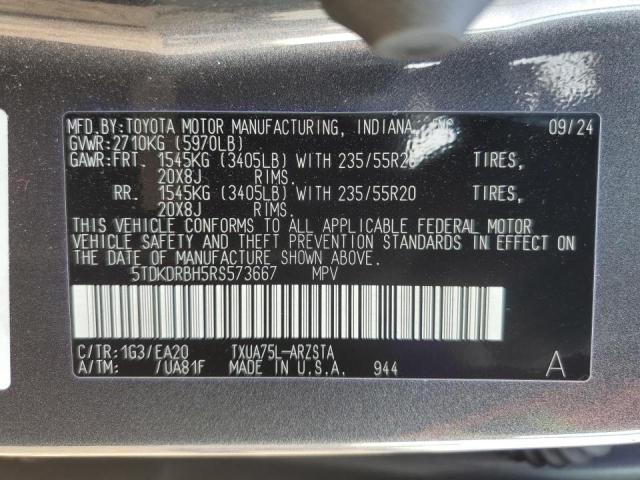 MFD.BY:TOYOTA MOTOR MANUFACTURING, INDIANA, INC. 09/24
GVWR:2710KG (5970LB)
GAWR:FRT. 1545KG (3405LB) WITH 235/55R20 TIRES,
20X8J RIMS.
RR. 1545KG (3405LB) WITH 235/55R20 TIRES,
20X8J RIMS.
THIS VEHICLE CONFORMS TO ALL APPLICABLE FEDERAL MOTOR
VEHICLE SAFETY AND THEFT PREVENTION STANDARDS IN EFFECT ON
THE DATE OF MANUFACTURE SHOWN ABOVE.
5TDKDRBH5RS573667 MPV
C/TR:1G3/EA20 TXUA75L-ARZSTA
A/TM: /UA81F MADE IN U.S.A. 944 A